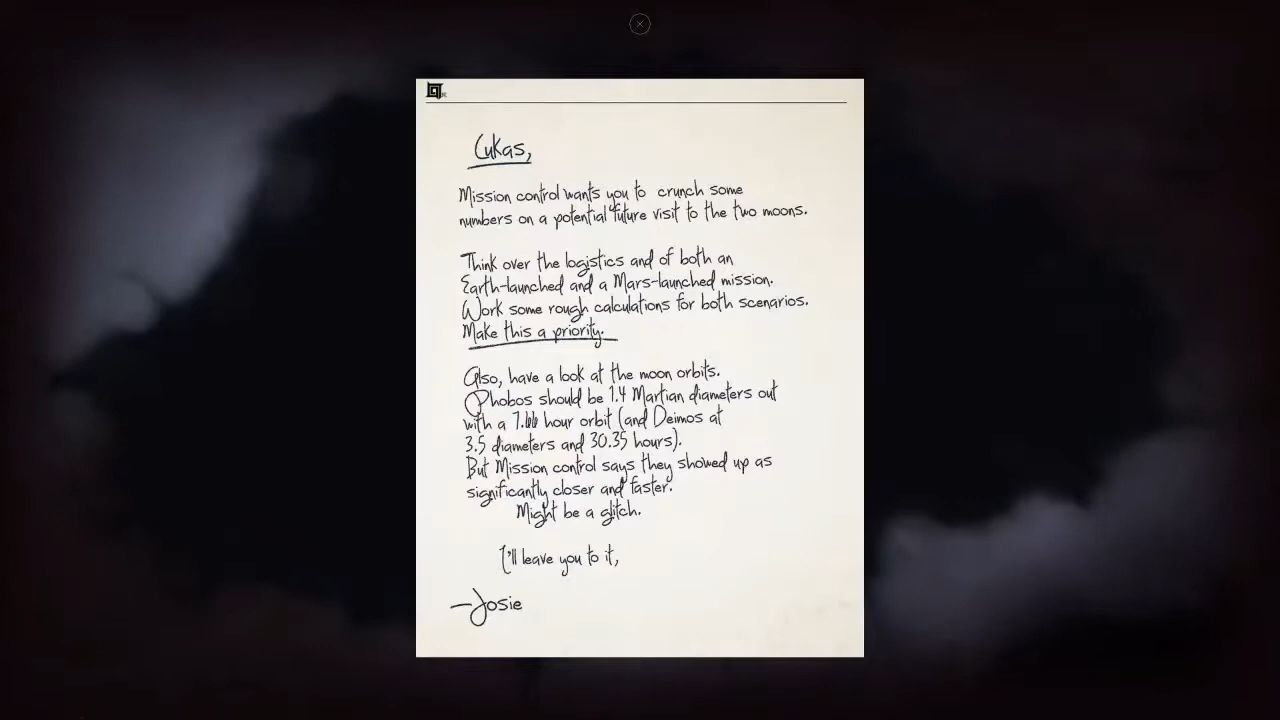 Lukas,
Mission control wants you to crunch some
numbers on a potential future visit to the two moons.
Think over the logistics and of both an
Earth-launched and a Mars-launched mission.
Work some rough calculations for both scenarios.
Make this a priority.
Also, have a look at the moon orbits.
Phobos should be 1.4 Martian diameters out
with a 7.66 hour orbit (and Deimos at
3.5 diameters and 30.35 hours).
But Mission control says they showed up as
significantly closer and faster.
Might be a glitch.
I'll leave you to it,
—Josie